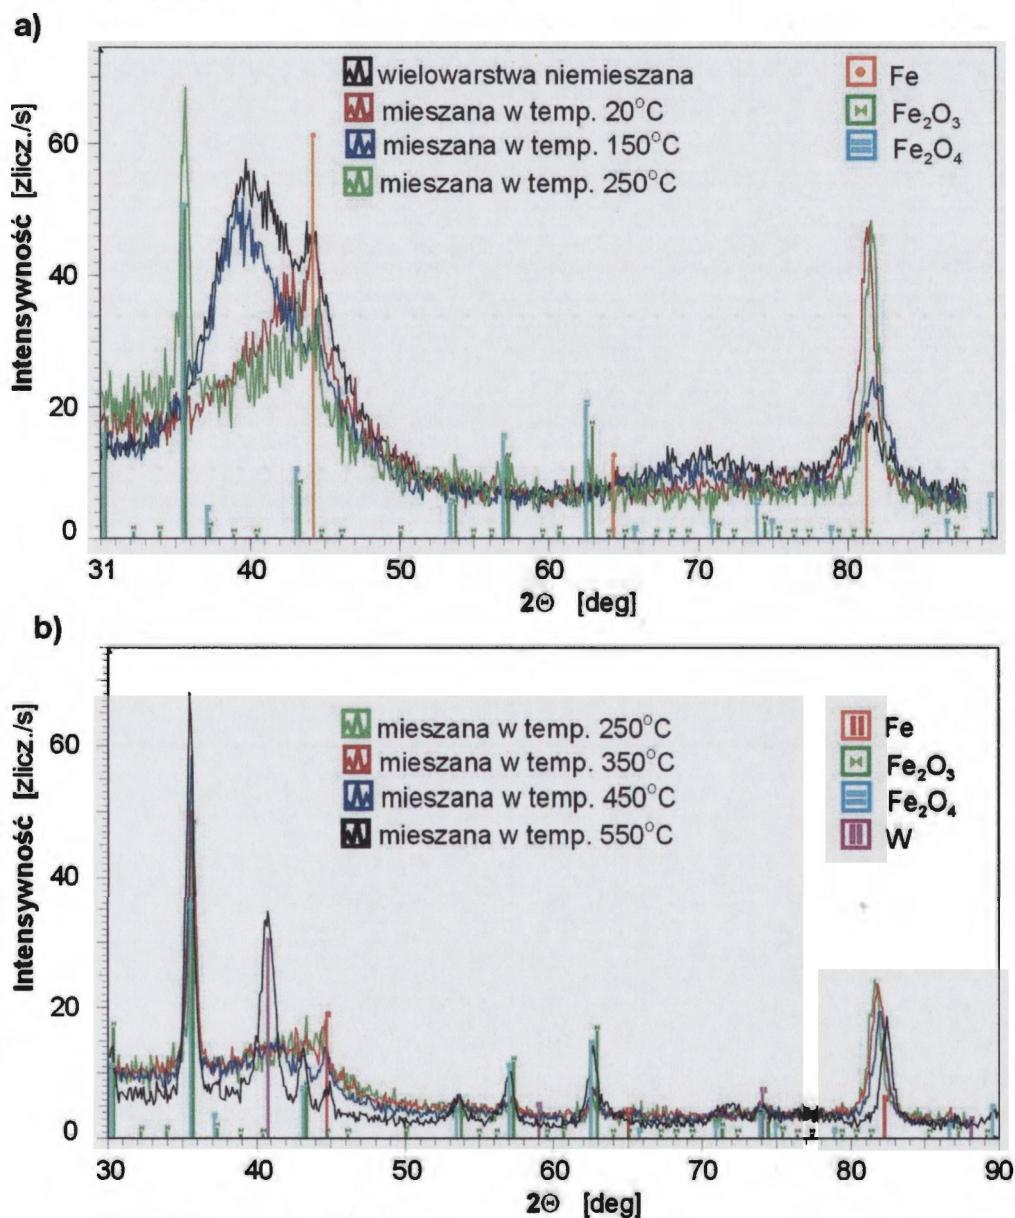 a)
Intensywność [zlicz./s]
60
40
20
0
wielowarstwa niemieszana
mieszana w temp. 20°C
mieszana w temp. 150°C
mieszana w temp. 250°C
Fe
Fe₂O₃
Fe₂O₄
31 40 50 60 70 80
2Θ [deg]
b)
Intensywność [zlicz./s]
60
40
20
0
mieszana w temp. 250°C
mieszana w temp. 350°C
mieszana w temp. 450°C
mieszana w temp. 550°C
Fe
Fe₂O₃
Fe₂O₄
W
30 40 50 60 70 80 90
2Θ [deg]